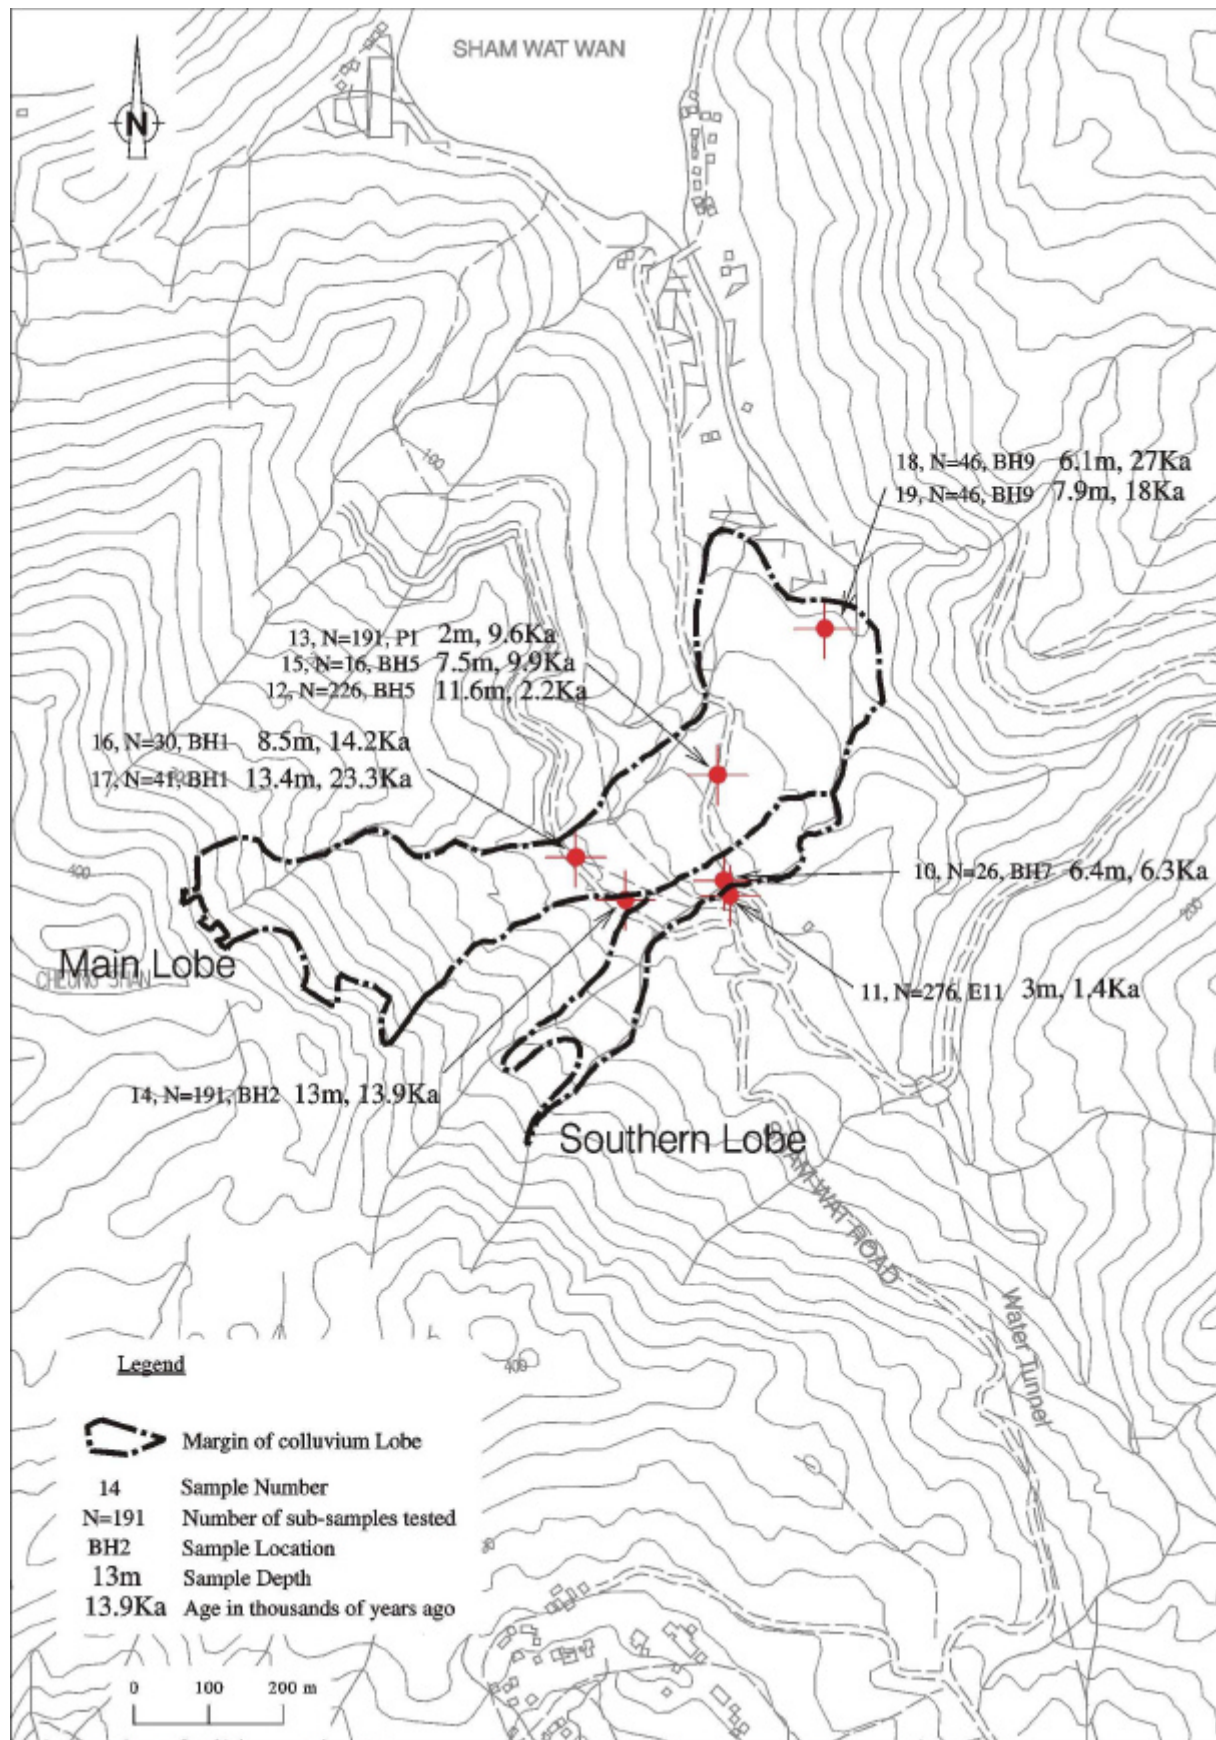 SHAM WAT WAN
N
100
18, N=46, BH9 6.1m, 27Ka
19, N=46, BH9 7.9m, 18Ka
13, N=191, P1 2m, 9.6Ka
15, N=16, BH5 7.5m, 9.9Ka
12, N=226, BH5 11.6m, 2.2Ka
16, N=30, BH1 8.5m, 14.2Ka
17, N=41, BH1 13.4m, 23.3Ka
400
10, N=26, BH7 6.4m, 6.3Ka
200
Main Lobe
CHEUNG SHAN
11, N=276, E11 3m, 1.4Ka
14, N=191, BH2 13m, 13.9Ka
Southern Lobe
SHAM WAT ROAD
Water Tunnel
400
Legend
Margin of colluvium Lobe
14 Sample Number
N=191 Number of sub-samples tested
BH2 Sample Location
13m Sample Depth
13.9Ka Age in thousands of years ago
0 100 200 m